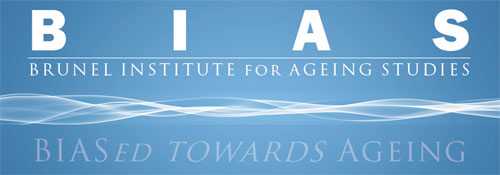 B I A S
BRUNEL INSTITUTE FOR AGEING STUDIES
BIASED TOWARDS AGEING